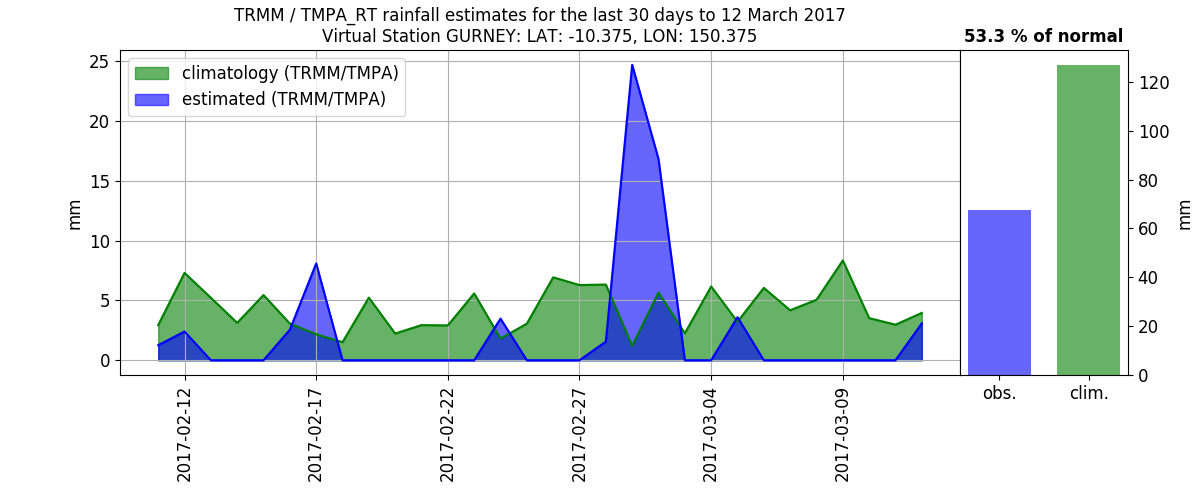 TRMM / TMPA_RT rainfall estimates for the last 30 days to 12 March 2017
Virtual Station GURNEY: LAT: -10.375, LON: 150.375
53.3 % of normal
climatology (TRMM/TMPA)
estimated (TRMM/TMPA)
mm
25
20
15
10
5
0
2017-02-12
2017-02-17
2017-02-22
2017-02-27
2017-03-04
2017-03-09
120
100
80
60
40
20
0
mm
obs.
clim.